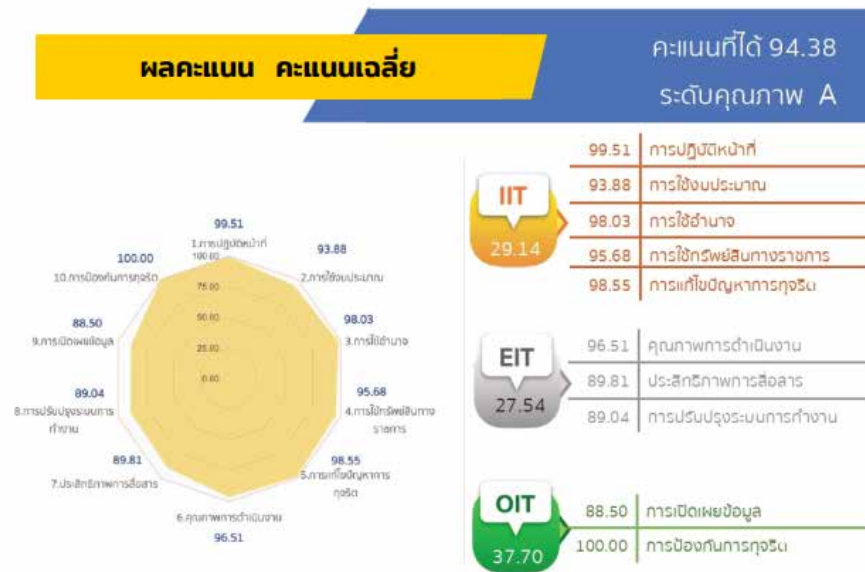 ผลคะแนน คะแนนเฉลี่ย
คะแนนที่ได้ 94.38
ระดับคุณภาพ A
99.51
1.การปฏิบัติหน้าที่
93.88
2.การใช้งบประมาณ
98.03
3.การใช้อำนาจ
95.68
4.การใช้ทรัพย์สินทาง
ราชการ
98.55
5.การแก้ไขปัญหาการ
ทุจริต
6.คุณภาพการดำเนินงาน
96.51
89.81
7.ประสิทธิภาพการสื่อสาร
89.04
8.การปรับปรุงระบบการ
ทำงาน
88.50
9.การเปิดเผยข้อมูล
100.00
10.การป้องกันการทุจริต
100.00
75.00
50.00
25.00
0.00
IIT
29.14
99.51 การปฏิบัติหน้าที่
93.88 การใช้งบประมาณ
98.03 การใช้อำนาจ
95.68 การใช้ทรัพย์สินทางราชการ
98.55 การแก้ไขปัญหาการทุจริต
EIT
27.54
96.51 คุณภาพการดำเนินงาน
89.81 ประสิทธิภาพการสื่อสาร
89.04 การปรับปรุงระบบการทำงาน
OIT
37.70
88.50 การเปิดเผยข้อมูล
100.00 การป้องกันการทุจริต